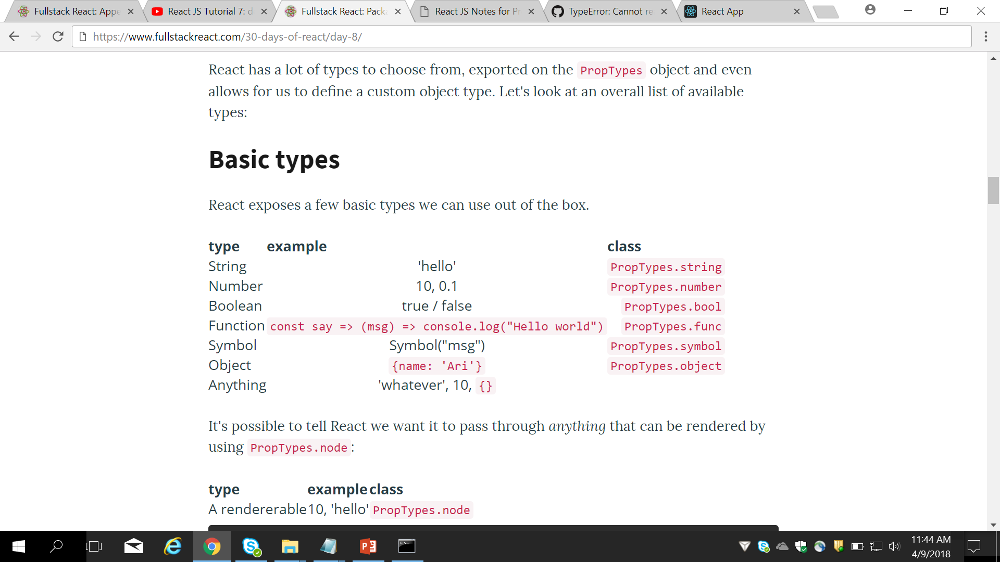 Fullstack React: Appe
React JS Tutorial 7: d
Fullstack React: Packa
React JS Notes for Pr
TypeError: Cannot re
React App
https://www.fullstackreact.com/30-days-of-react/day-8/
React has a lot of types to choose from, exported on the PropTypes object and even
allows for us to define a custom object type. Let's look at an overall list of available
types:
Basic types
React exposes a few basic types we can use out of the box.
type example class
String 'hello' PropTypes.string
Number 10, 0.1 PropTypes.number
Boolean true / false PropTypes.bool
Function const say => (msg) => console.log("Hello world") PropTypes.func
Symbol Symbol("msg") PropTypes.symbol
Object {name: 'Ari'} PropTypes.object
Anything 'whatever', 10, {}
It's possible to tell React we want it to pass through anything that can be rendered by
using PropTypes.node:
type example class
A rendererable 10, 'hello' PropTypes.node
11:44 AM
4/9/2018